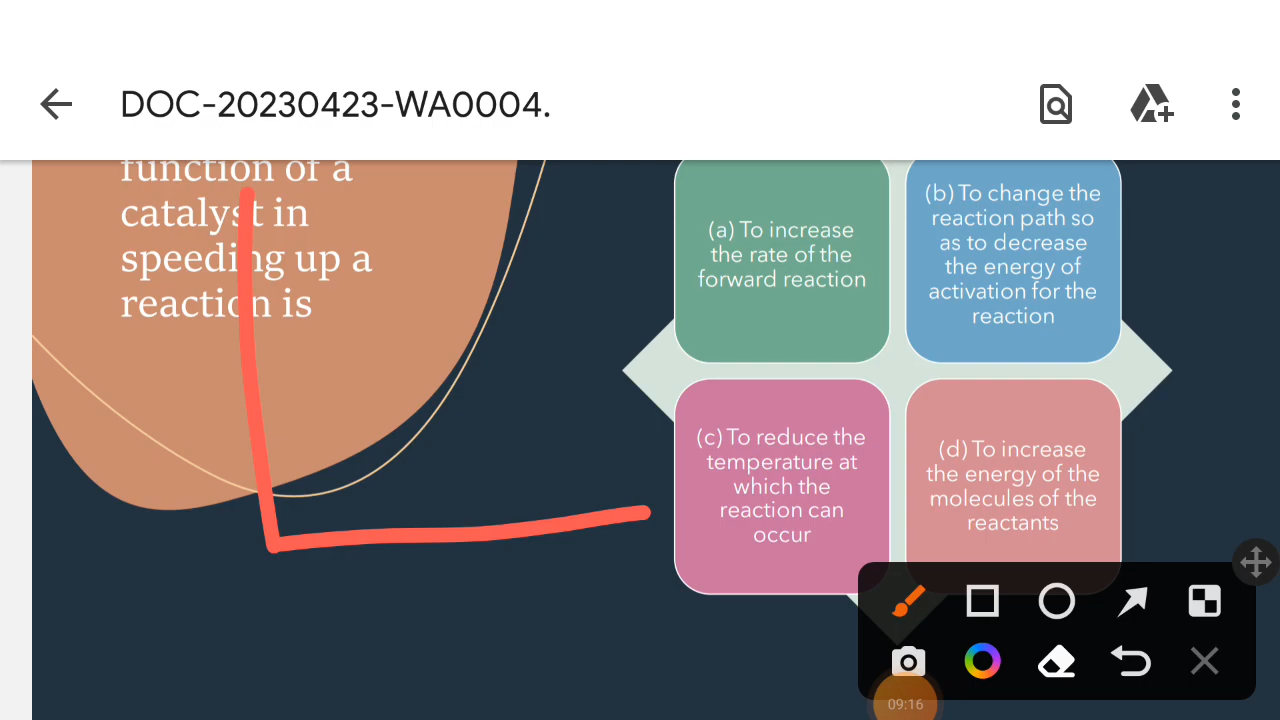 DOC-20230423-WA0004.
function of a
catalyst in
speeding up a
reaction is
(a) To increase
the rate of the
forward reaction
(b) To change the
reaction path so
as to decrease
the energy of
activation for the
reaction
(c) To reduce the
temperature at
which the
reaction can
occur
(d) To increase
the energy of the
molecules of the
reactants
09:16